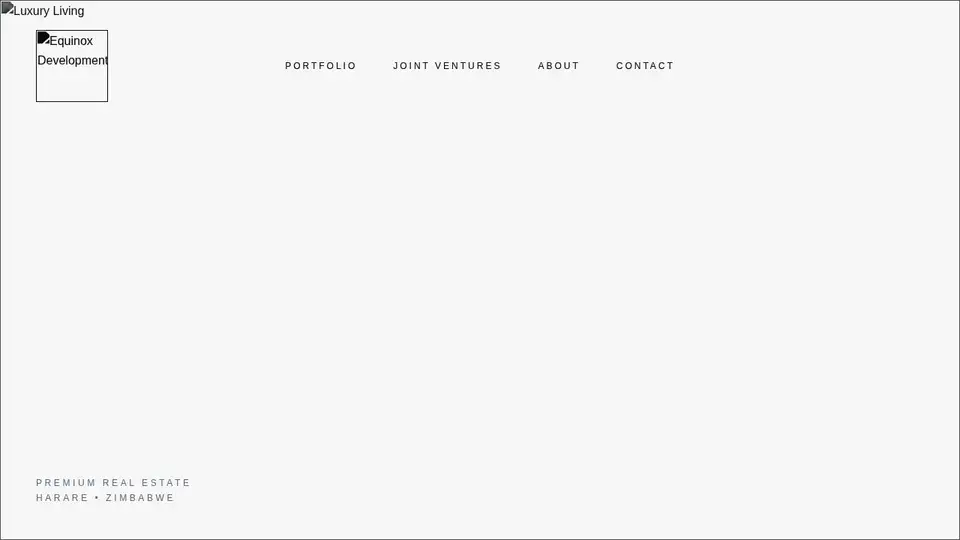 Luxury Living
Equinox
Development
PORTFOLIO
JOINT VENTURES
ABOUT
CONTACT
PREMIUM REAL ESTATE
HARARE • ZIMBABWE